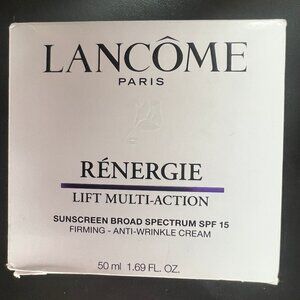 LANCÔME
PARIS
RÉNERGIE
LIFT MULTI-ACTION
SUNSCREEN BROAD SPECTRUM SPF 15
FIRMING - ANTI-WRINKLE CREAM
50 ml 1.69 FL. OZ.